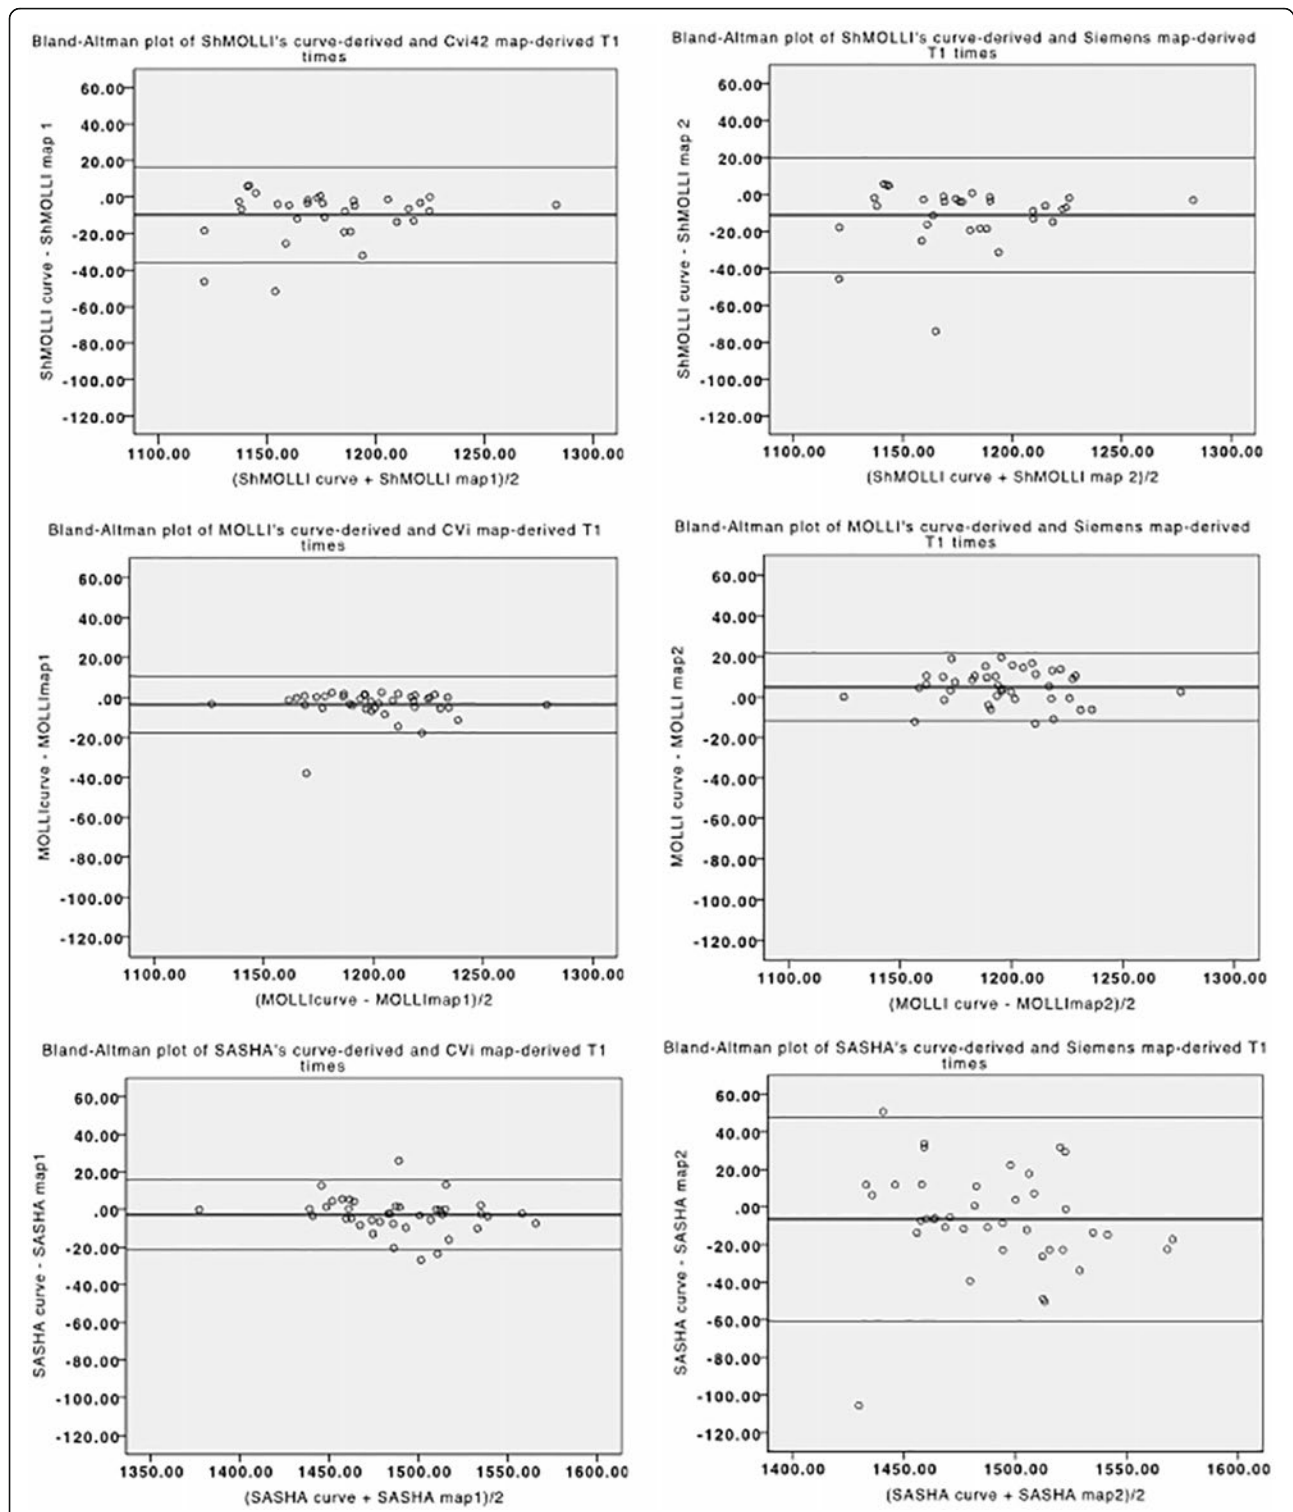 Bland-Altman plot of ShMOLLI's curve-derived and Cvi42 map-derived T1
times
ShMOLLI curve - ShMOLLI map 1
60.00
40.00
20.00
.00
-20.00
-40.00
-60.00
-80.00
-100.00
-120.00
1100.00 1150.00 1200.00 1250.00 1300.00
(ShMOLLI curve + ShMOLLI map1)/2
Bland-Altman plot of ShMOLLI's curve-derived and Siemens map-derived
T1 times
ShMOLLI curve - ShMOLLI map 2
60.00
40.00
20.00
.00
-20.00
-40.00
-60.00
-80.00
-100.00
-120.00
1100.00 1150.00 1200.00 1250.00 1300.00
(ShMOLLI curve + ShMOLLI map 2)/2
Bland-Altman plot of MOLLI's curve-derived and CVi map-derived T1
times
MOLLIcurve - MOLLImap1
60.00
40.00
20.00
.00
-20.00
-40.00
-60.00
-80.00
-100.00
-120.00
1100.00 1150.00 1200.00 1250.00 1300.00
(MOLLIcurve - MOLLImap1)/2
Bland-Altman plot of MOLLI's curve-derived and Siemens map-derived
T1 times
MOLLI curve - MOLLI map2
60.00
40.00
20.00
.00
-20.00
-40.00
-60.00
-80.00
-100.00
-120.00
1100.00 1150.00 1200.00 1250.00 1300.00
(MOLLI curve - MOLLImap2)/2
Bland-Altman plot of SASHA's curve-derived and CVi map-derived T1
times
SASHA curve - SASHA map1
60.00
40.00
20.00
.00
-20.00
-40.00
-60.00
-80.00
-100.00
-120.00
1350.00 1400.00 1450.00 1500.00 1550.00 1600.00
(SASHA curve + SASHA map1)/2
Bland-Altman plot of SASHA's curve-derived and Siemens map-derived T1
times
SASHA curve - SASHA map2
60.00
40.00
20.00
.00
-20.00
-40.00
-60.00
-80.00
-100.00
-120.00
1400.00 1450.00 1500.00 1550.00 1600.00
(SASHA curve + SASHA map2)/2